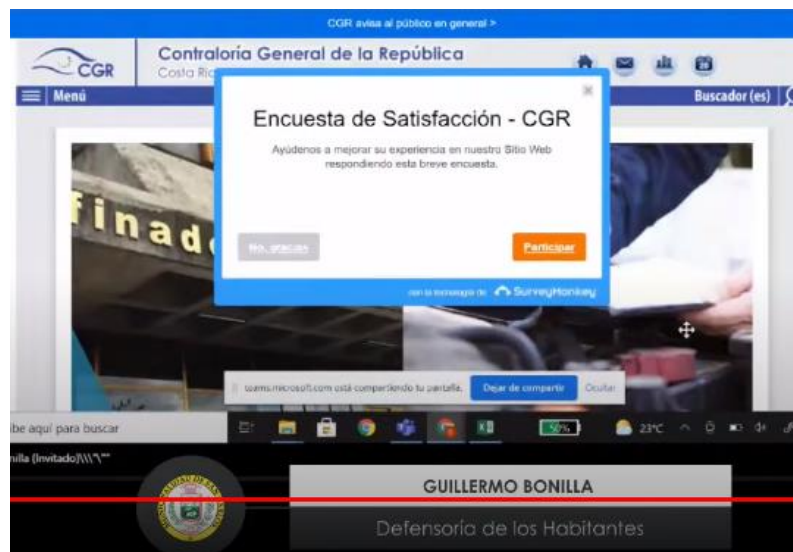 CGR avisa al público en general >
CGR
Contraloría General de la República
Costa Ric
Menú
Buscador (es)
Encuesta de Satisfacción - CGR
Ayúdenos a mejorar su experiencia en nuestro Sitio Web
respondiendo esta breve encuesta.
No, gracias
Participar
con la tecnología de SurveyMonkey
finado
teams.microsoft.com está compartiendo tu pantalla.
Dejar de compartir
Ocultar
be aquí para buscar
50%
23°C
nilla (Invitado)\\\"\""
GUILLERMO BONILLA
Defensoría de los Habitantes